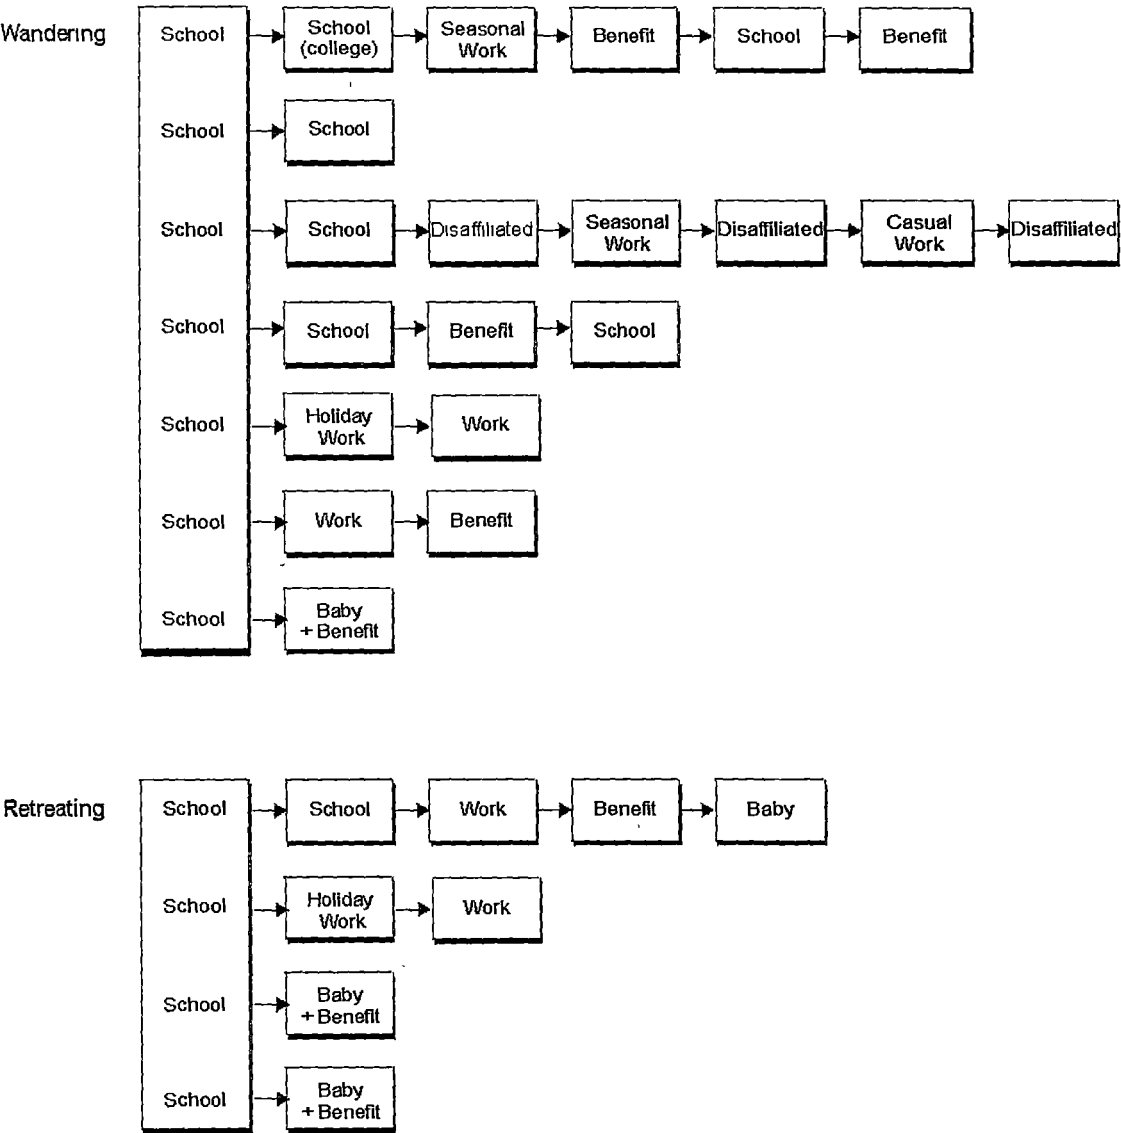 Wandering
School
School
(college)
Seasonal
Work
Benefit
School
Benefit
School
School
School
School
Disaffiliated
Seasonal
Work
Disaffiliated
Casual
Work
Disaffiliated
School
School
Benefit
School
School
Holiday
Work
Work
School
Work
Benefit
School
Baby
+ Benefit
Retreating
School
School
Work
Benefit
Baby
School
Holiday
Work
Work
School
Baby
+ Benefit
School
Baby
+ Benefit